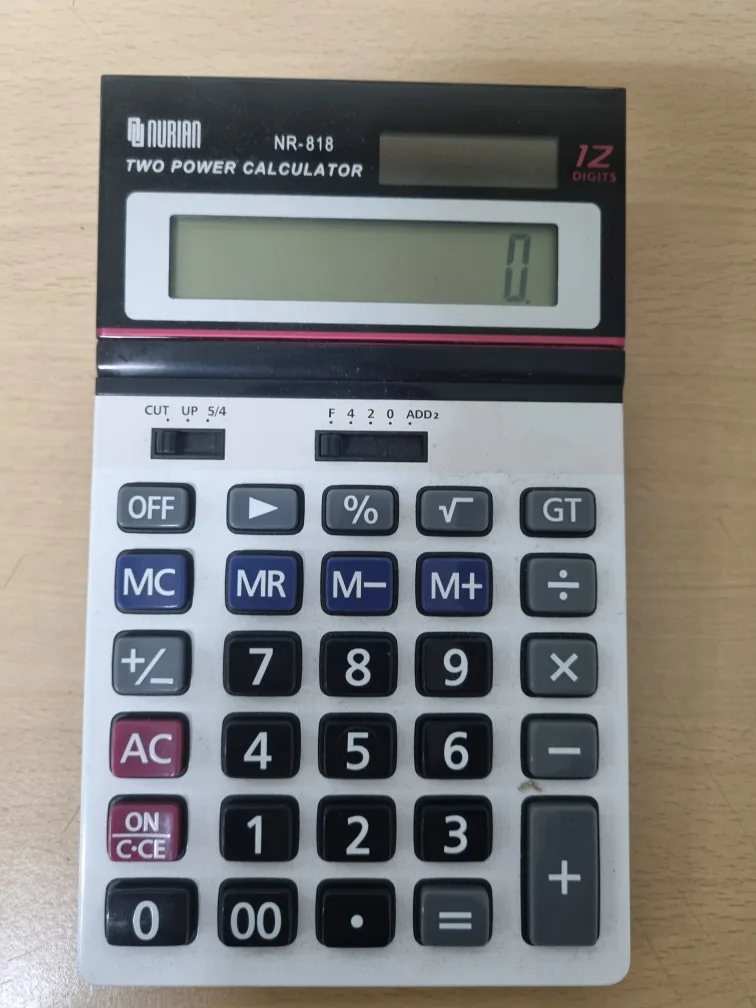 NURIAN
NR-818
TWO POWER CALCULATOR
12
DIGITS
0.
CUT UP 5/4
F 4 2 0 ADD₂
OFF ▶ % √ GT
MC MR M− M+ ÷
+/− 7 8 9 ×
AC 4 5 6 −
ON
C·CE
1 2 3
+
0 00 · =